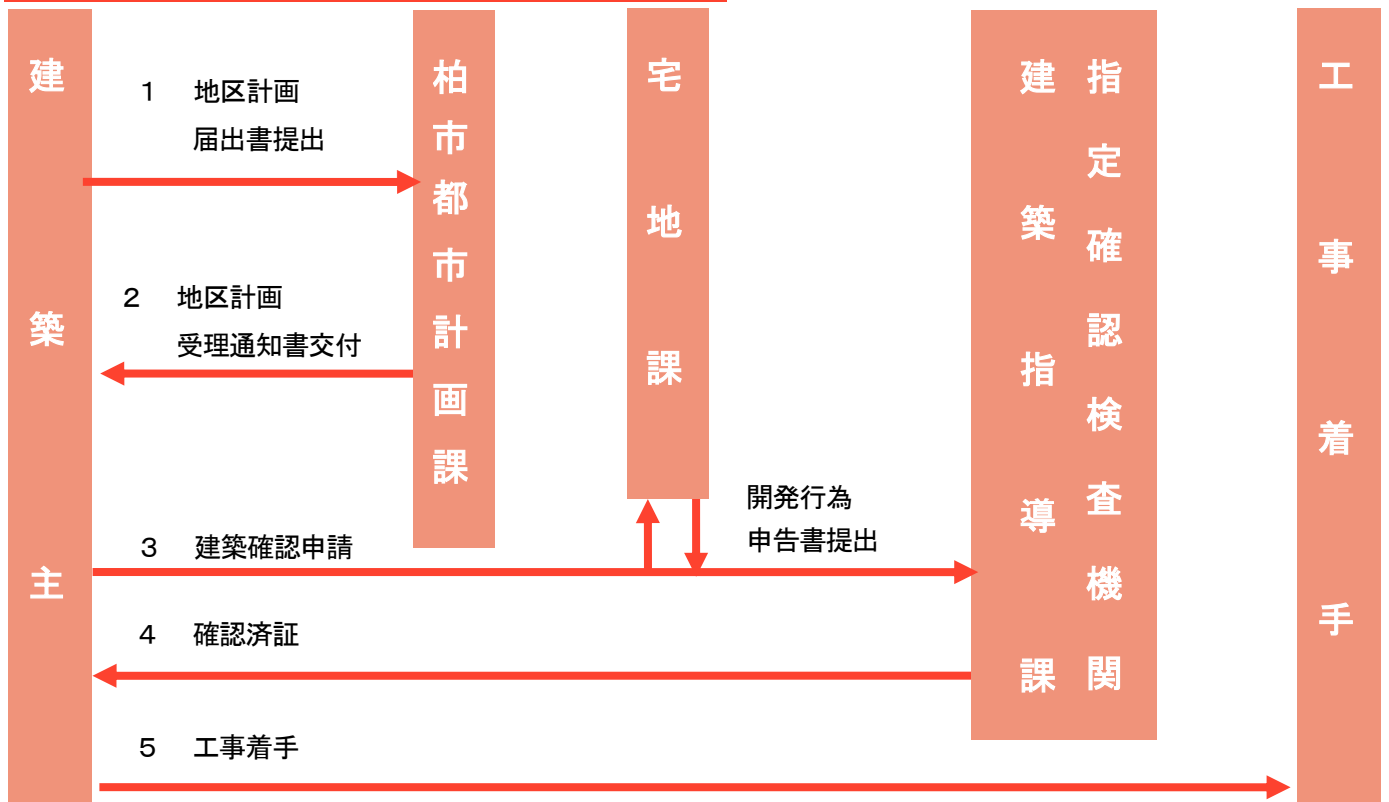 建築主
1 地区計画
届出書提出
2 地区計画
受理通知書交付
柏市都市計画課
宅地課
開発行為
申告書提出
3 建築確認申請
4 確認済証
5 工事着手
指定確認検査機関
建築指導課
工事着手